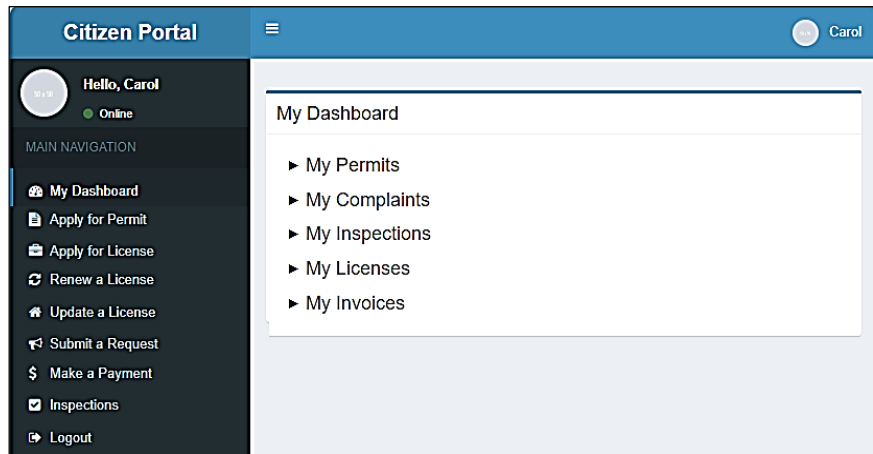 Citizen Portal
Carol
Hello, Carol
Online
MAIN NAVIGATION
My Dashboard
Apply for Permit
Apply for License
Renew a License
Update a License
Submit a Request
$ Make a Payment
Inspections
Logout
My Dashboard
► My Permits
► My Complaints
► My Inspections
► My Licenses
► My Invoices